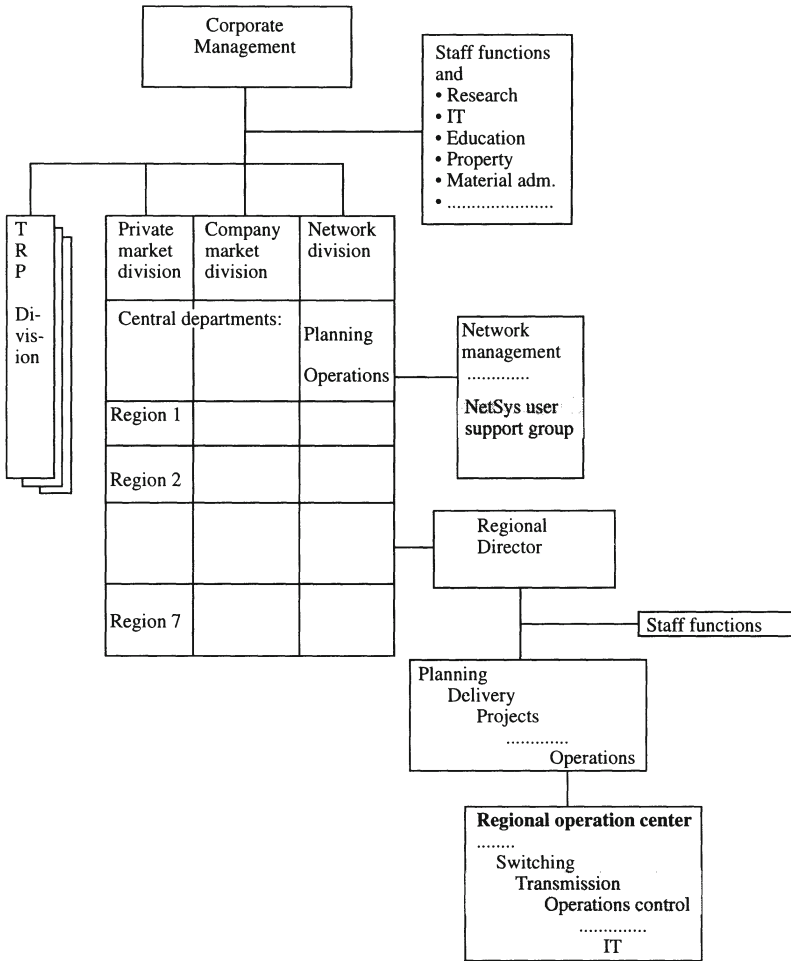 Corporate
Management
Staff functions
and
• Research
• IT
• Education
• Property
• Material adm.
• ......................
T
R
P
Di-
vis-
ion
Private
market
division
Company
market
division
Network
division
Central departments:
Planning
Operations
Network
management
.............
NetSys user
support group
Region 1
Region 2
Regional
Director
Region 7
Staff functions
Planning
Delivery
Projects
.............
Operations
Regional operation center
........
Switching
Transmission
Operations control
..............
IT